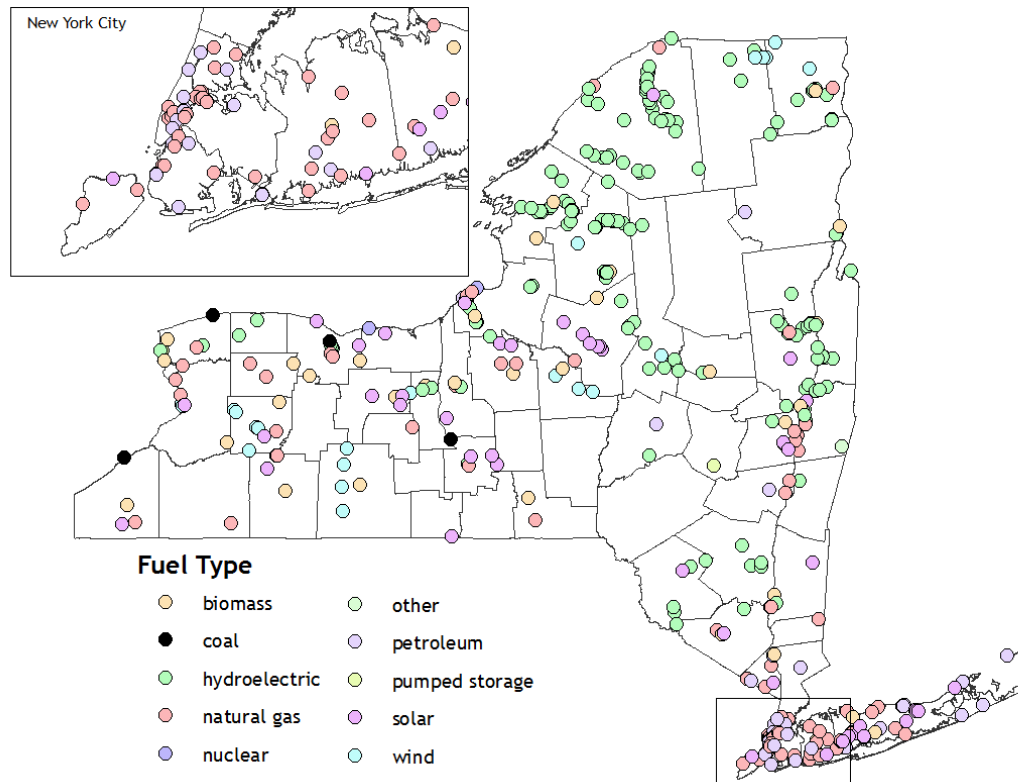 New York City
Fuel Type
biomass
coal
hydroelectric
natural gas
nuclear
other
petroleum
pumped storage
solar
wind